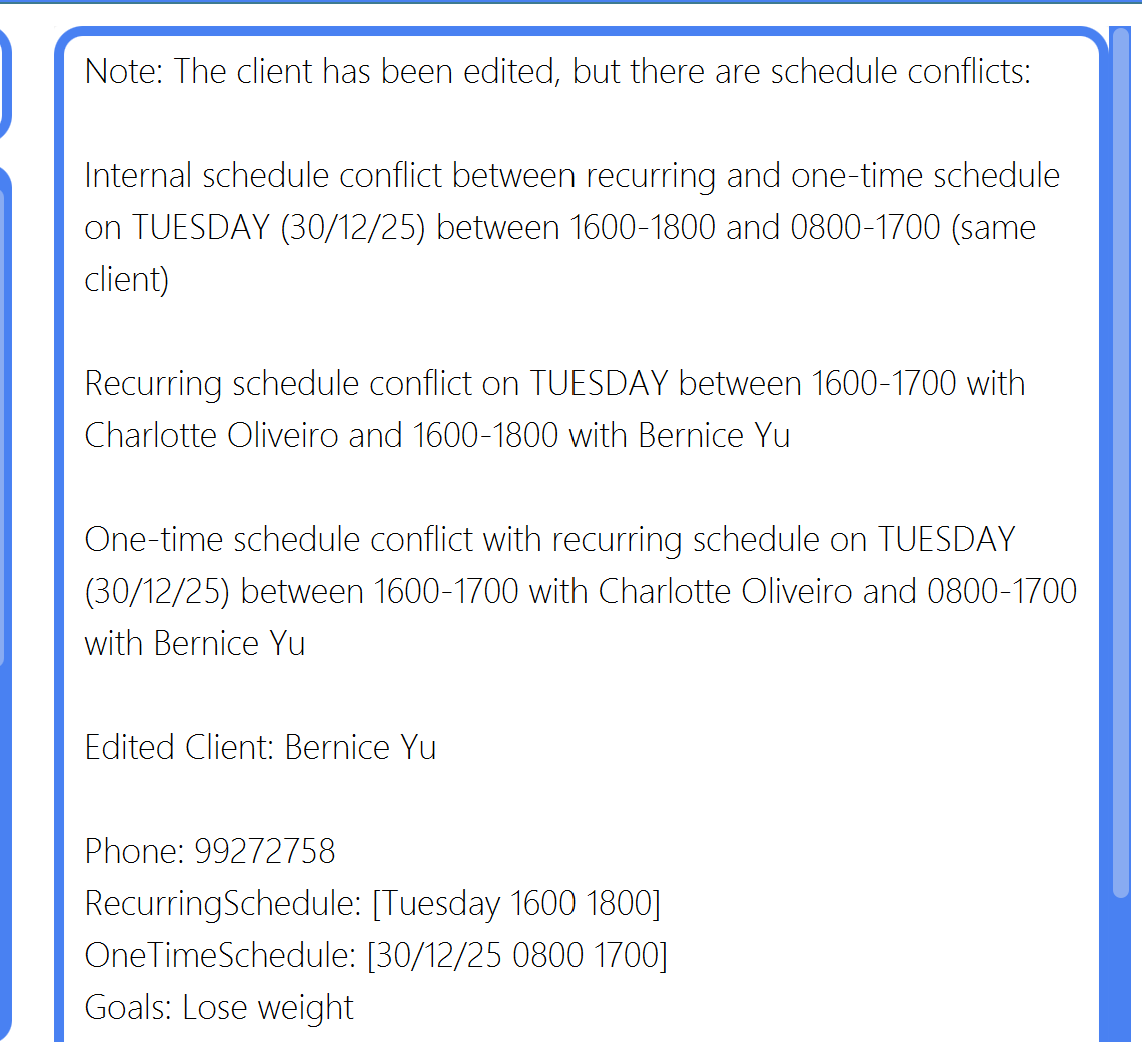 Note: The client has been edited, but there are schedule conflicts:
Internal schedule conflict between recurring and one-time schedule
on TUESDAY (30/12/25) between 1600-1800 and 0800-1700 (same
client)
Recurring schedule conflict on TUESDAY between 1600-1700 with
Charlotte Oliveiro and 1600-1800 with Bernice Yu
One-time schedule conflict with recurring schedule on TUESDAY
(30/12/25) between 1600-1700 with Charlotte Oliveiro and 0800-1700
with Bernice Yu
Edited Client: Bernice Yu
Phone: 99272758
RecurringSchedule: [Tuesday 1600 1800]
OneTimeSchedule: [30/12/25 0800 1700]
Goals: Lose weight